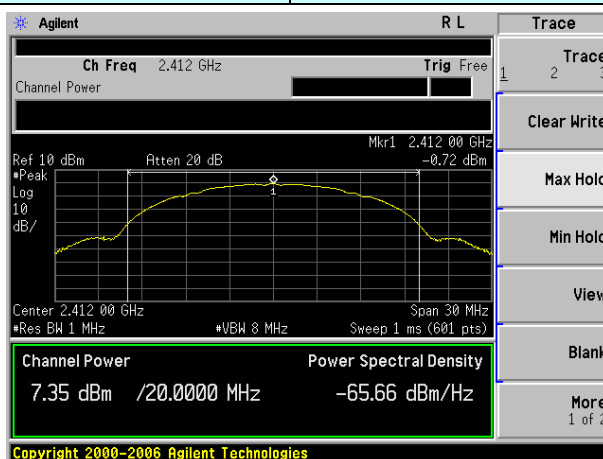 Agilent R L Trace
Ch Freq 2.412 GHz Trig Free
Channel Power
Trace
1 2 3
Clear Write
Mkr1 2.412 00 GHz
Ref 10 dBm Atten 20 dB -0.72 dBm
#Peak
Log
10
dB/
1
Max Hold
Min Hold
Center 2.412 00 GHz Span 30 MHz
#Res BW 1 MHz #VBW 8 MHz Sweep 1 ms (601 pts)
View
Channel Power Power Spectral Density
7.35 dBm /20.0000 MHz -65.66 dBm/Hz
Blank
More
1 of 2
Copyright 2000-2006 Agilent Technologies